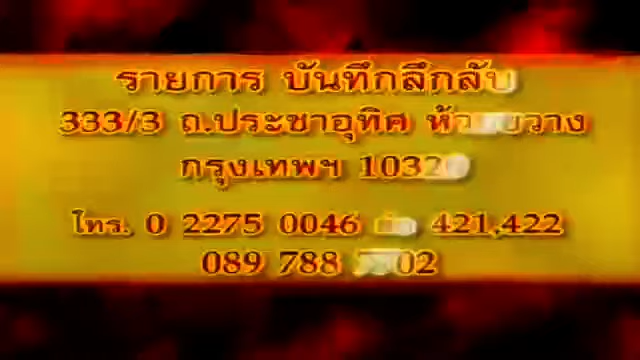 รายการ บันทึกลึกลับ
333/3 ถ.ประชาอุทิศ
กรุงเทพฯ
โทร. 0 2275 0046 421,422
089 788